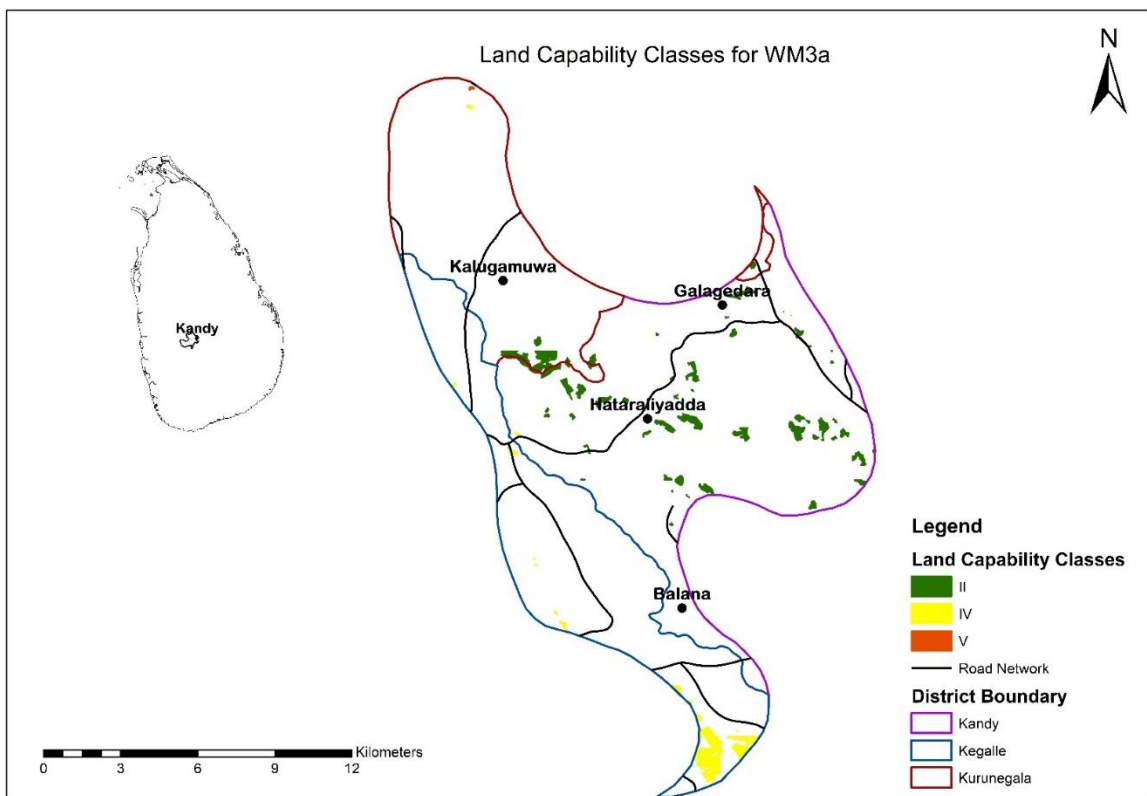 Land Capability Classes for WM3a
N
Kandy
Kalugamuwa
Galagedara
Hataraliyadda
Balana
Legend
Land Capability Classes
II
IV
V
Road Network
District Boundary
Kandy
Kegalle
Kurunegala
Kilometers
0 3 6 9 12